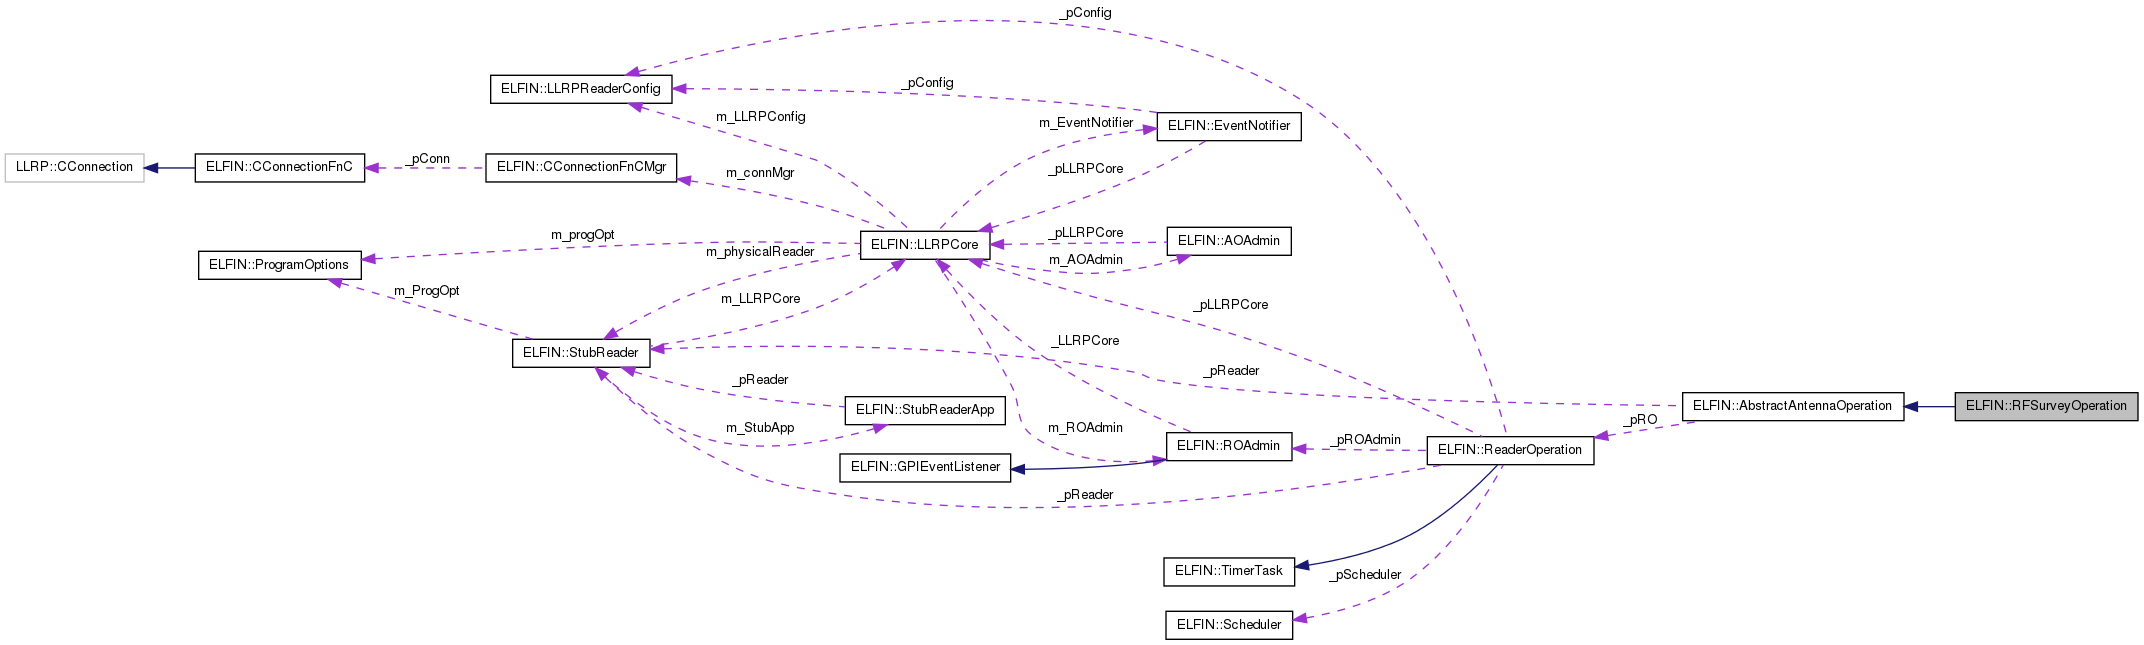 _pConfig
ELFIN::LLRPReaderConfig
_pConfig
m_LLRPConfig
m_EventNotifier
ELFIN::EventNotifier
LLRP::CConnection
ELFIN::CConnectionFnC
_pConn
ELFIN::CConnectionFnCMgr
m_connMgr
_pLLRPCore
m_progOpt
ELFIN::LLRPCore
_pLLRPCore
ELFIN::AOAdmin
ELFIN::ProgramOptions
m_physicalReader
m_AOAdmin
m_ProgOpt
m_LLRPCore
_pLLRPCore
ELFIN::StubReader
_LLRPCore
_pReader
_pReader
ELFIN::StubReaderApp
ELFIN::AbstractAntennaOperation
ELFIN::RFSurveyOperation
m_StubApp
m_ROAdmin
_pRO
ELFIN::ROAdmin
_pROAdmin
ELFIN::ReaderOperation
ELFIN::GPIEventListener
_pReader
ELFIN::TimerTask
_pScheduler
ELFIN::Scheduler